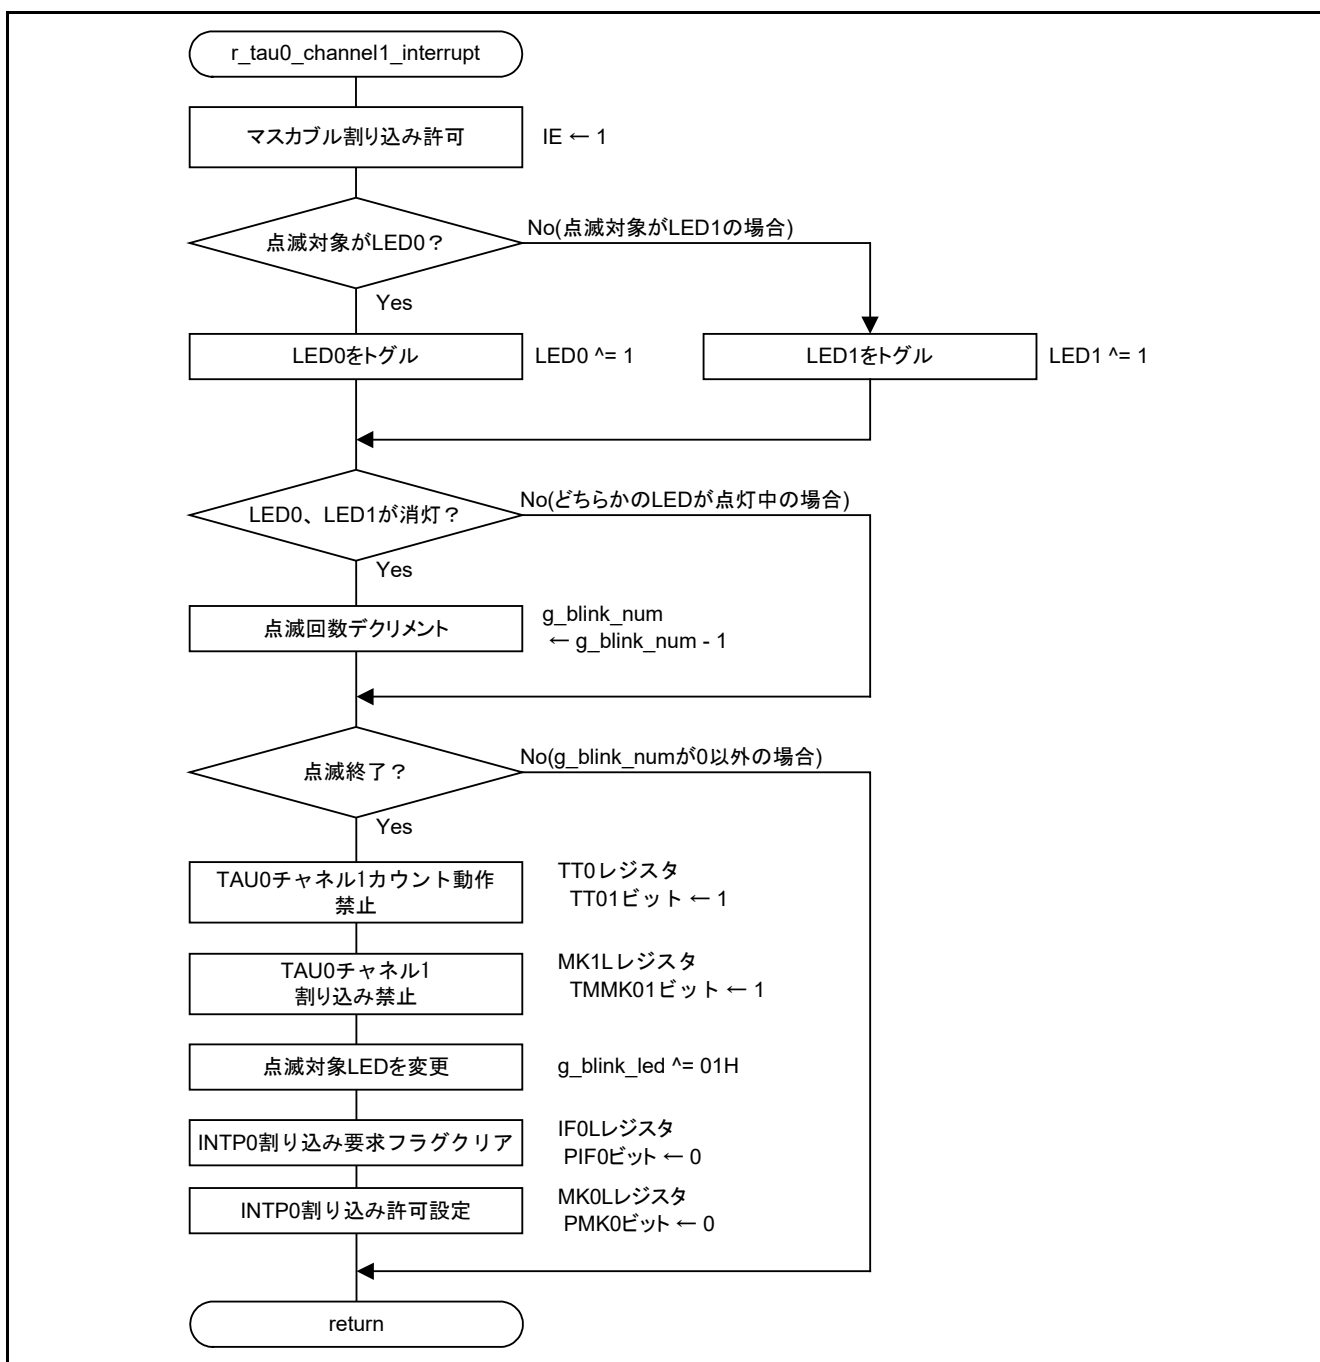 r_tau0_channel1_interrupt
マスカブル割り込み許可
IE ← 1
点滅対象がLED0？
No(点滅対象がLED1の場合)
Yes
LED0をトグル
LED0 ^= 1
LED1をトグル
LED1 ^= 1
LED0、LED1が消灯？
No(どちらかのLEDが点灯中の場合)
Yes
点滅回数デクリメント
g_blink_num
← g_blink_num - 1
点滅終了？
No(g_blink_numが0以外の場合)
Yes
TAU0チャネル1カウント動作
禁止
TT0レジスタ
TT01ビット ← 1
TAU0チャネル1
割り込み禁止
MK1Lレジスタ
TMMK01ビット ← 1
点滅対象LEDを変更
g_blink_led ^= 01H
INTP0割り込み要求フラグクリア
IF0Lレジスタ
PIF0ビット ← 0
INTP0割り込み許可設定
MK0Lレジスタ
PMK0ビット ← 0
return